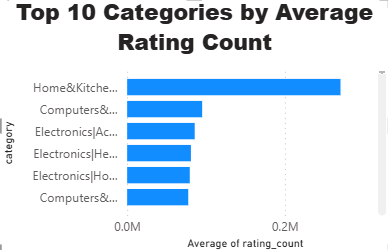 Top 10 Categories by Average
Rating Count
category
Home&Kitche...
Computers&...
Electronics|Ac...
Electronics|He...
Electronics|Ho...
Computers&...
0.0M 0.2M
Average of rating_count